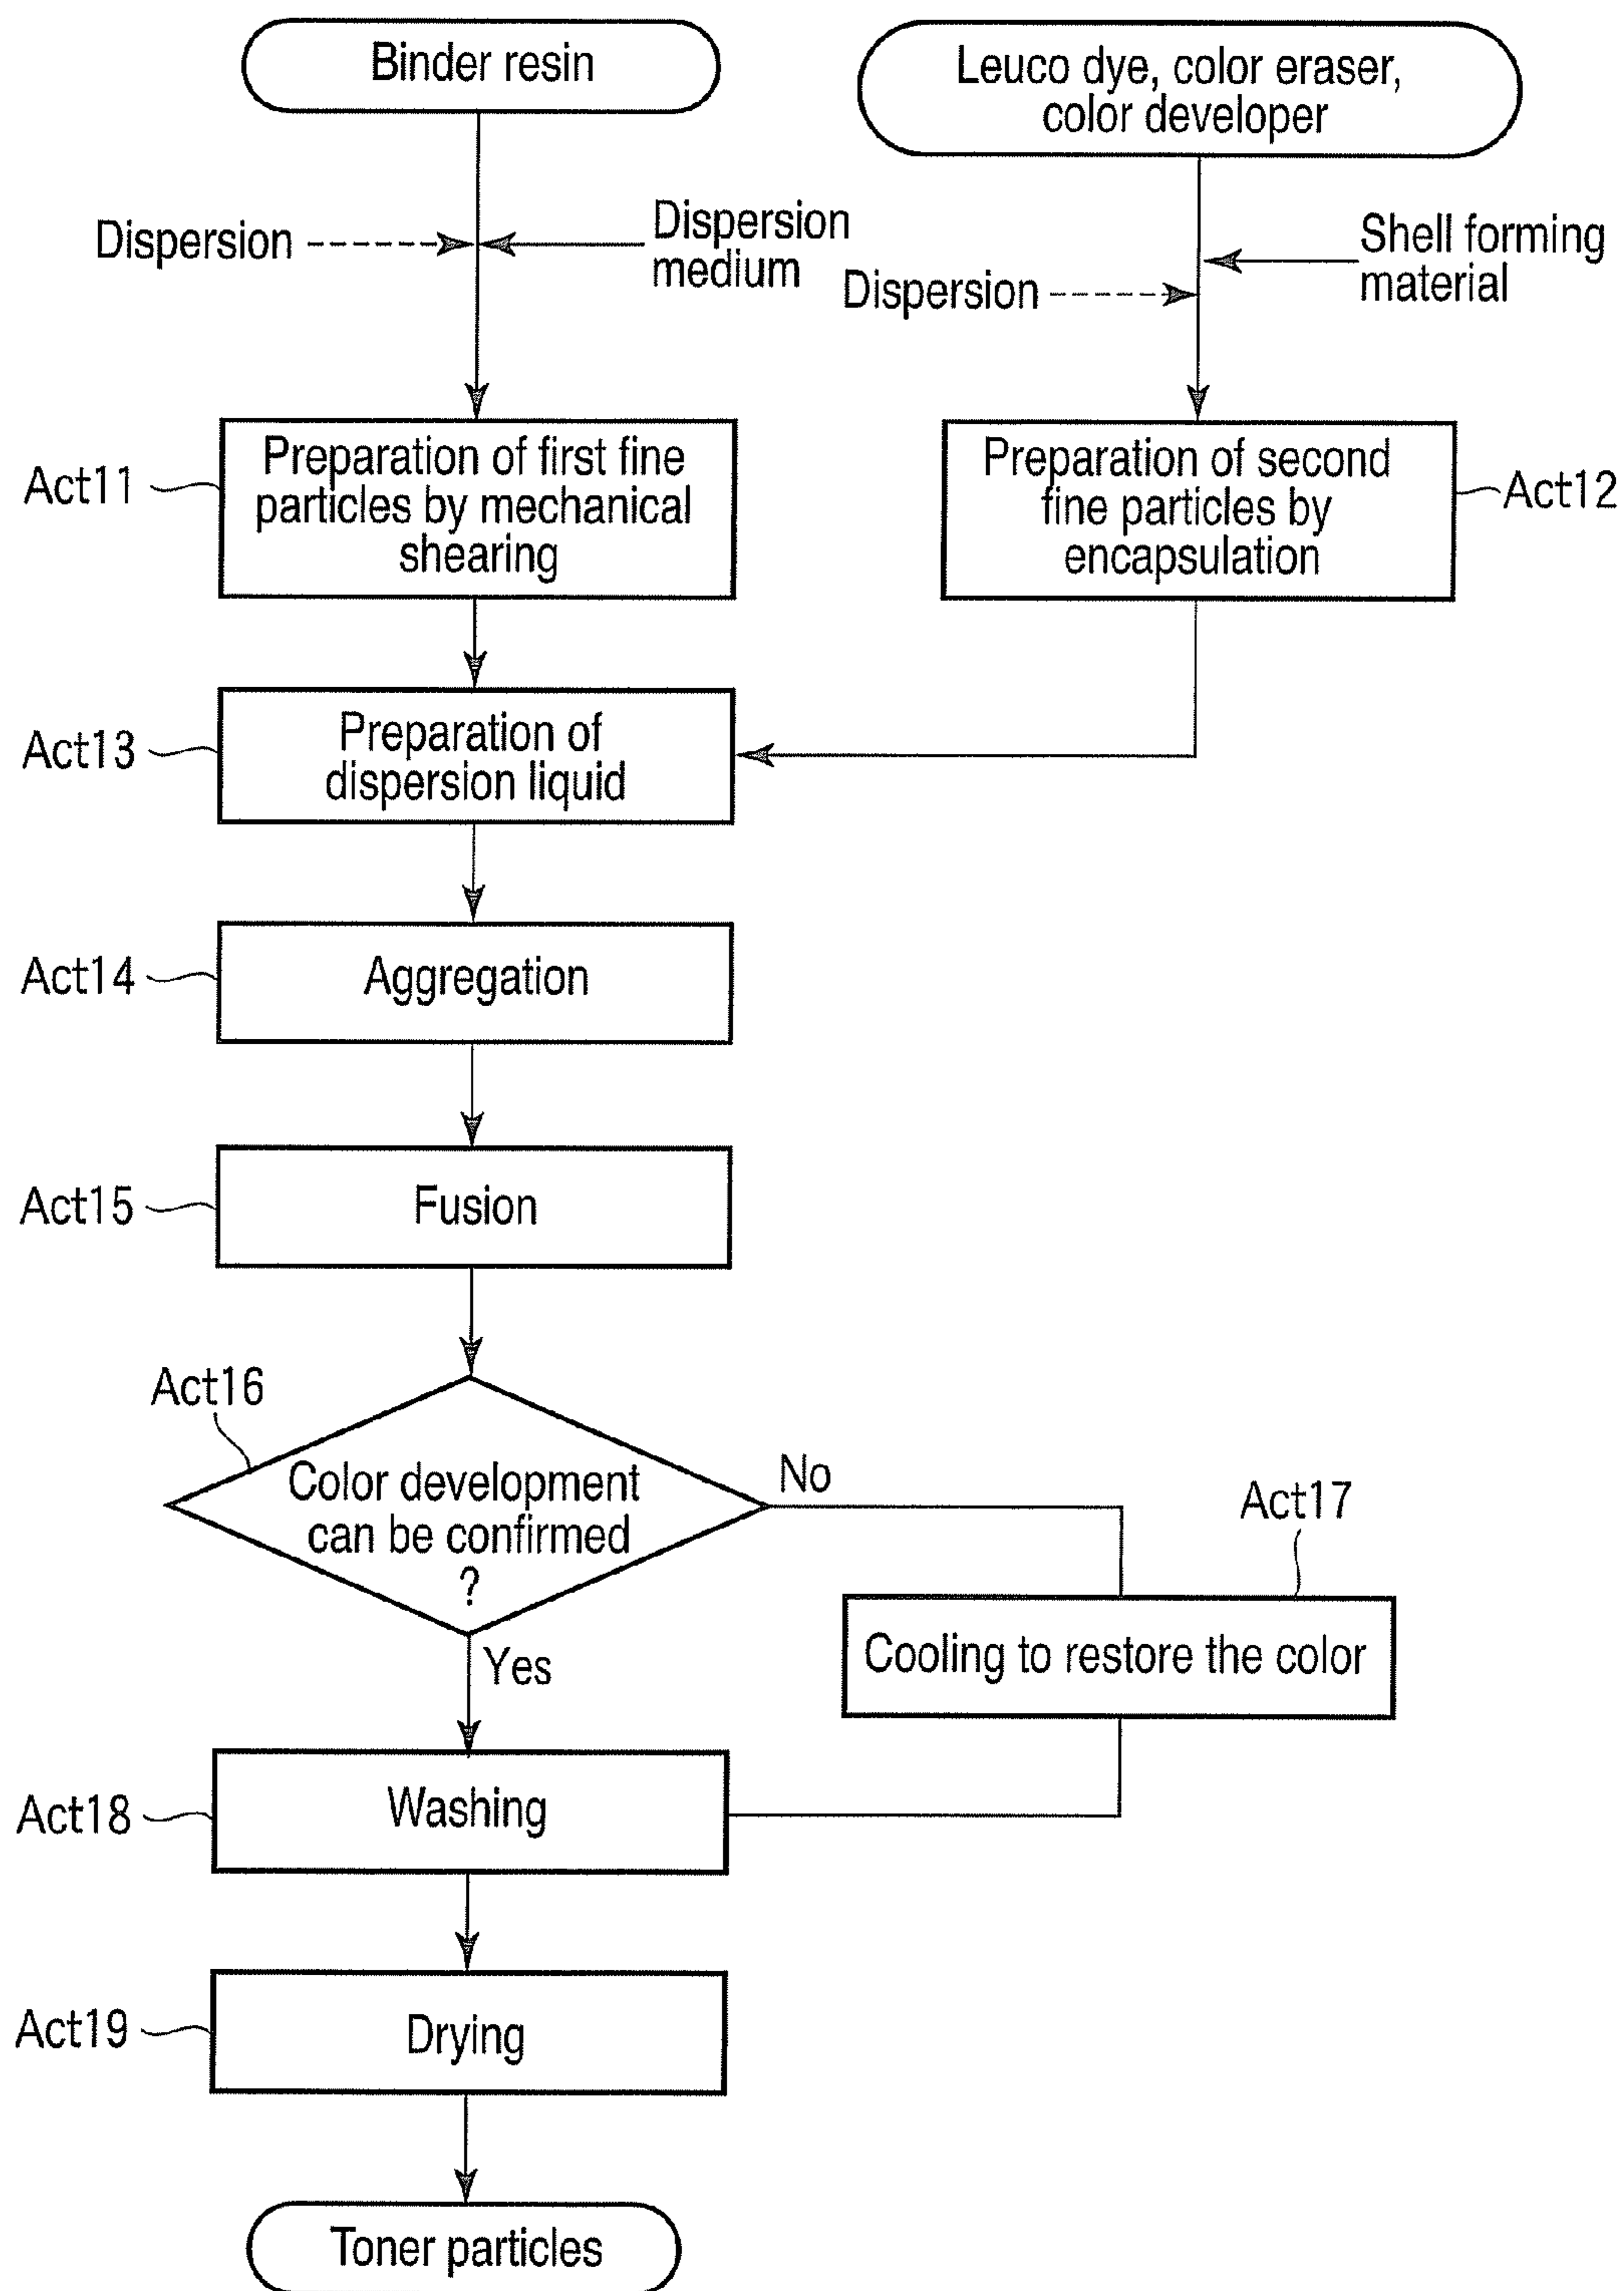 Binder resin
Leuco dye, color eraser,
color developer
Dispersion
Dispersion
medium
Shell forming
material
Dispersion
Act11
Preparation of first fine
particles by mechanical
shearing
Preparation of second
fine particles by
encapsulation
Act12
Act13
Preparation of
dispersion liquid
Act14
Aggregation
Act15
Fusion
Act16
Color development
can be confirmed
?
No
Act17
Cooling to restore the color
Yes
Act18
Washing
Act19
Drying
Toner particles